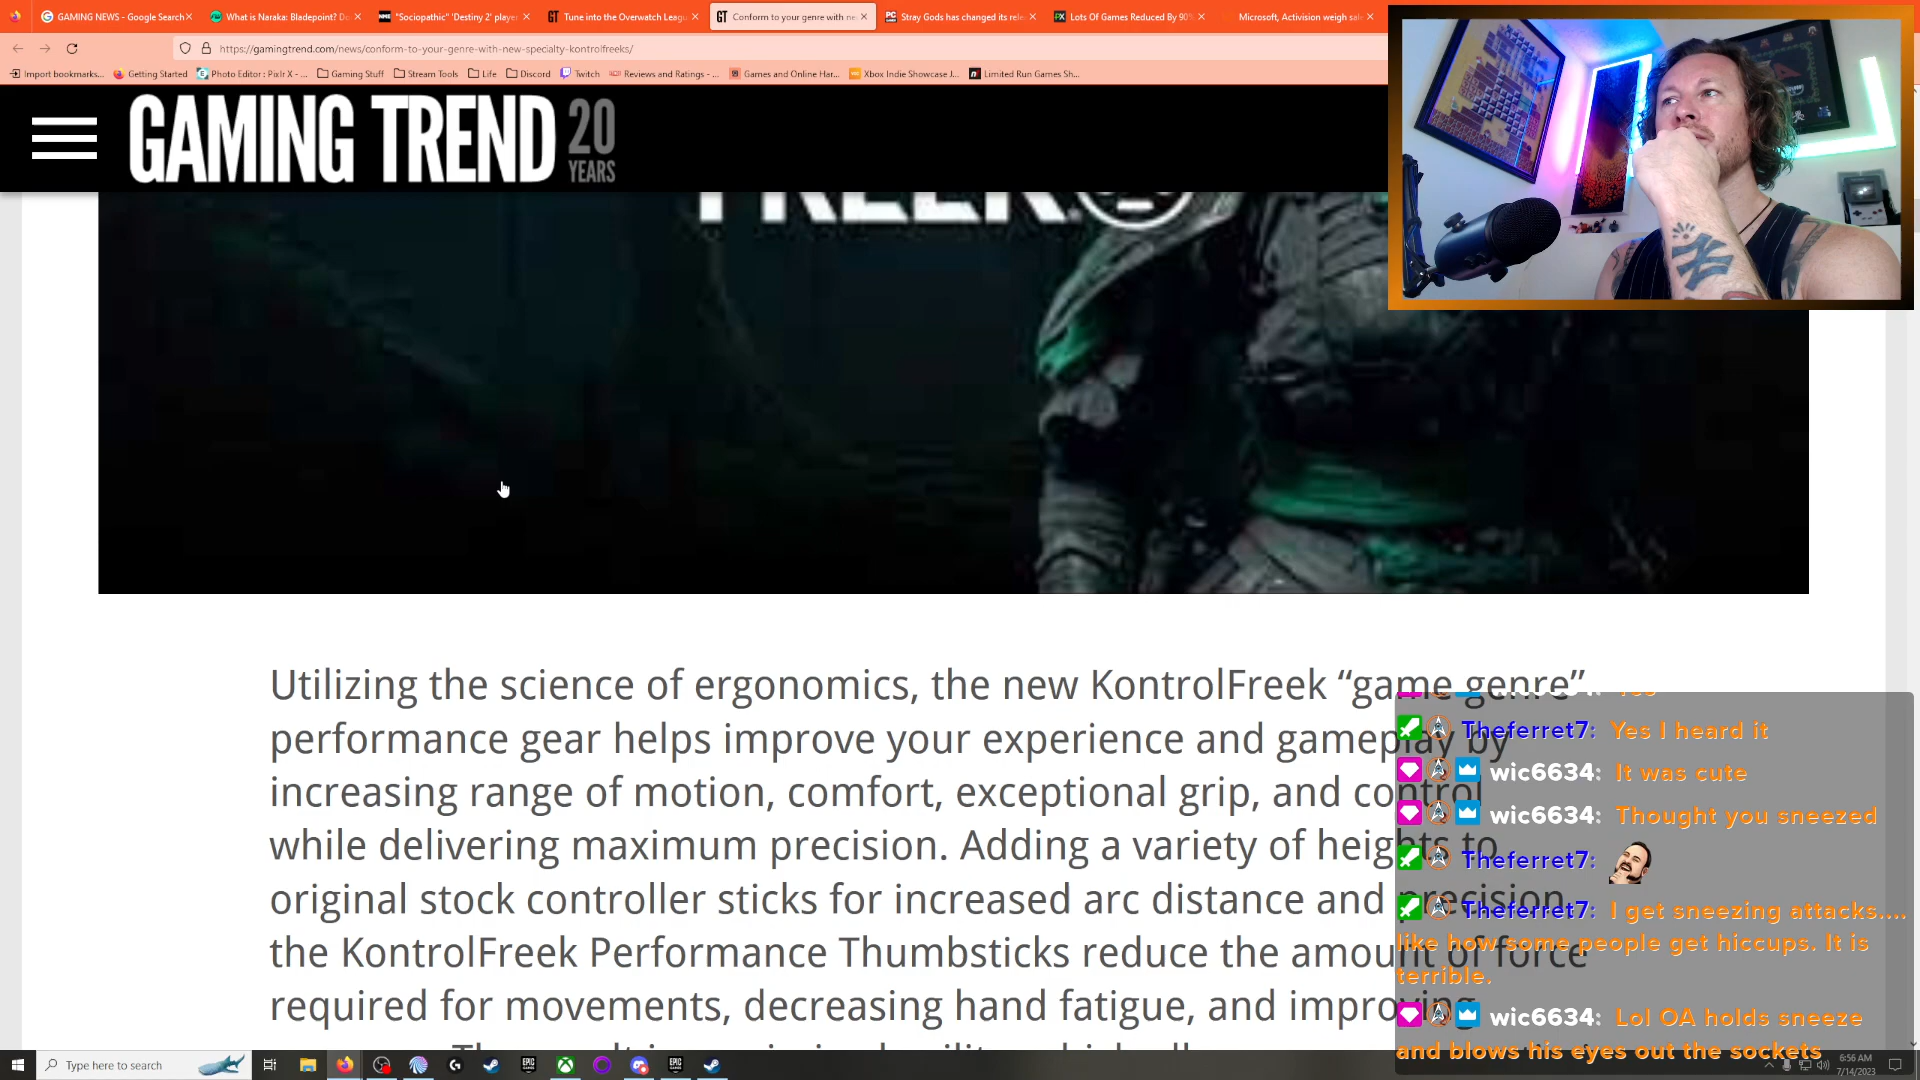 GAMING NEWS - Google Search
What is Naraka: Bladepoint? Du
"Sociopathic" 'Destiny 2' player
Tune into the Overwatch Leagu
Conform to your genre with ne
Stray Gods has changed its rele
Lots Of Games Reduced By 90%
Microsoft, Activision weigh sal
https://gamingtrend.com/news/conform-to-your-genre-with-new-specialty-kontrolfreeks/
Import bookmarks...
Getting Started
Photo Editor : Pixlr X - ...
Gaming Stuff
Stream Tools
Life
Discord
Twitch
Reviews and Ratings - ...
Games and Online Har...
Xbox Indie Showcase J...
Limited Run Games Sh...
GAMING TREND 20 YEARS
Utilizing the science of ergonomics, the new KontrolFreek “game genre”
performance gear helps improve your experience and gameplay by
increasing range of motion, comfort, exceptional grip, and control
while delivering maximum precision. Adding a variety of heights to
original stock controller sticks for increased arc distance and precision,
the KontrolFreek Performance Thumbsticks reduce the amount of force
required for movements, decreasing hand fatigue, and improving
Theferret7: Yes I heard it
wic6634: It was cute
wic6634: Thought you sneezed
Theferret7:
Theferret7: I get sneezing attacks....
like how some people get hiccups. It is
terrible.
wic6634: Lol OA holds sneeze
and blows his eyes out the sockets
Type here to search
6:56 AM
7/14/2023